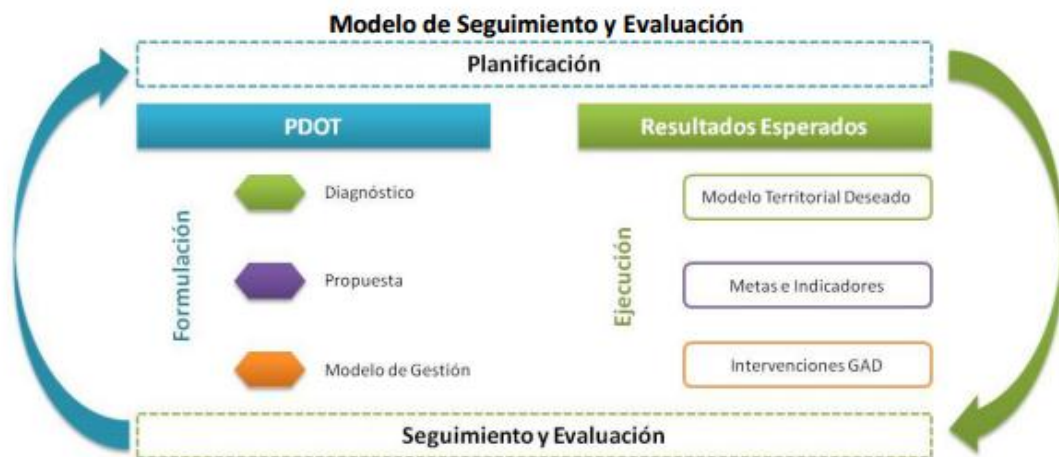 Modelo de Seguimiento y Evaluación
Planificación
PDOT
Resultados Esperados
Formulación
Diagnóstico
Propuesta
Modelo de Gestión
Ejecución
Modelo Territorial Deseado
Metas e Indicadores
Intervenciones GAD
Seguimiento y Evaluación